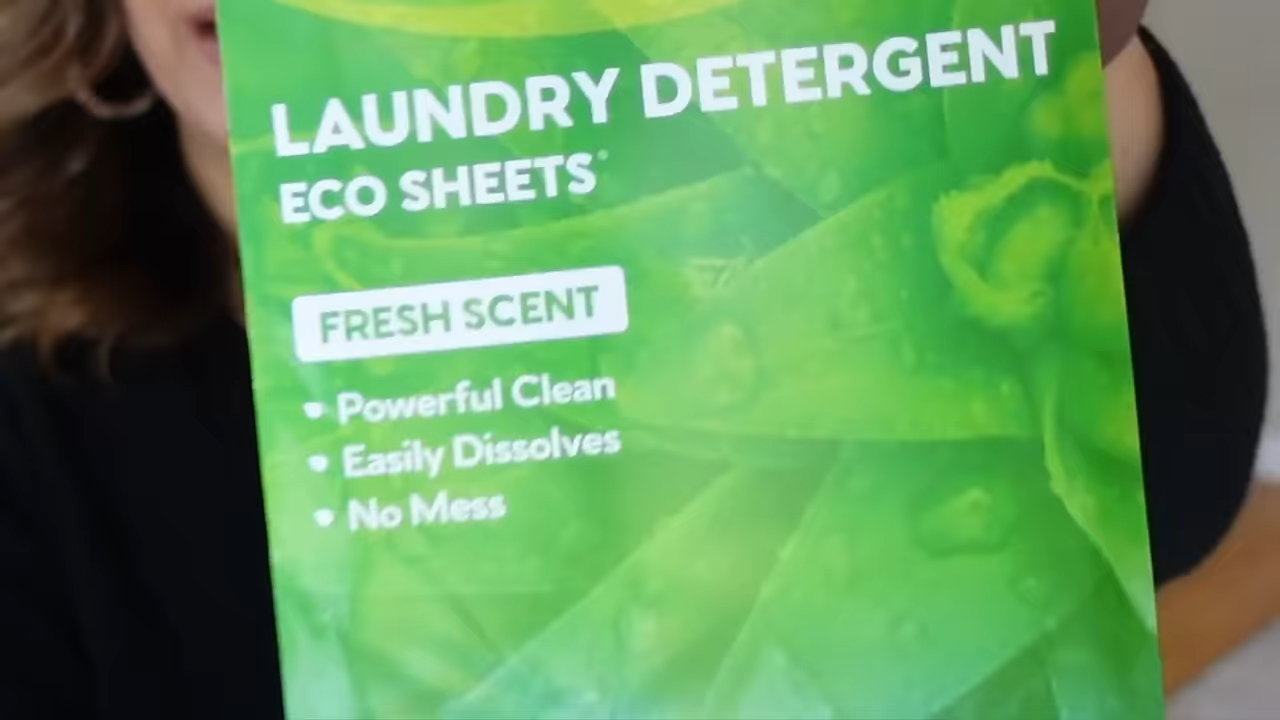 LAUNDRY DETERGENT
ECO SHEETS
FRESH SCENT
• Powerful Clean
• Easily Dissolves
• No Mess